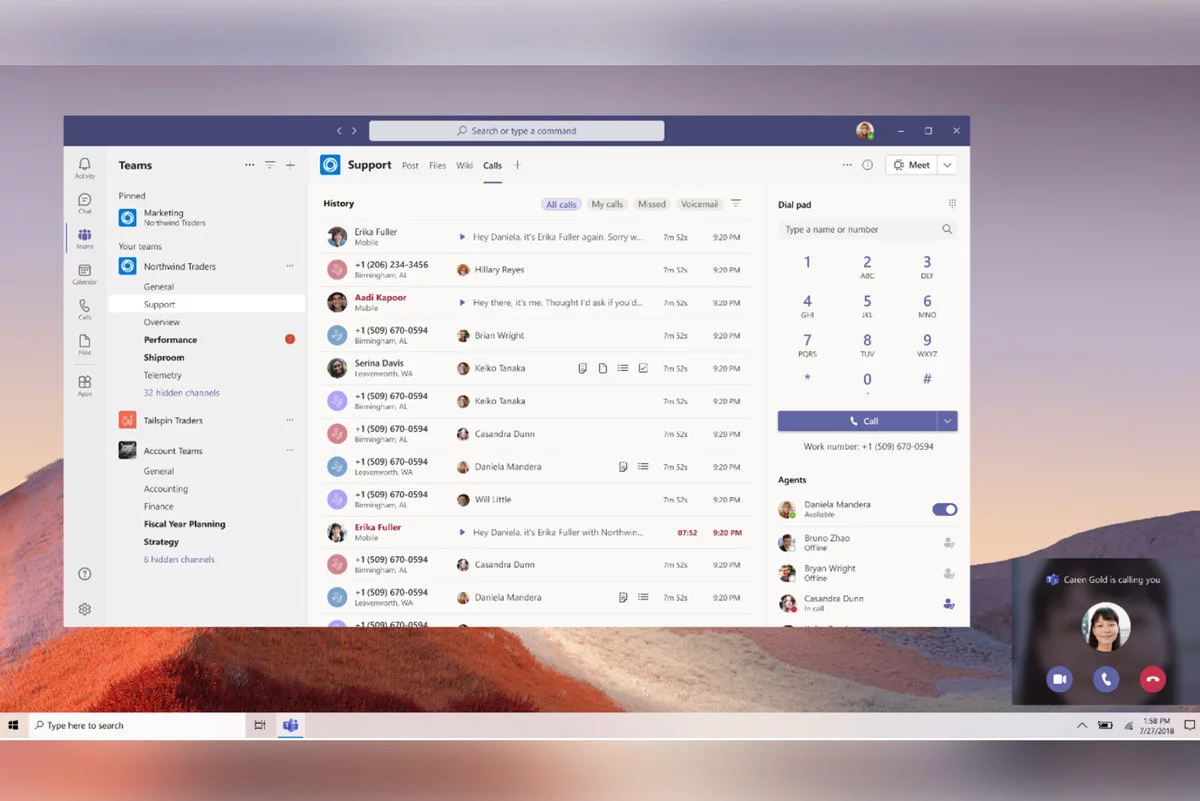 Search or type a command
Activity
Chat
Teams
Calendar
Calls
Files
Apps
Teams
Pinned
Marketing
Northwind Traders
Your teams
Northwind Traders
General
Support
Overview
Performance
Shiproom
Telemetry
32 hidden channels
Tailspin Traders
Account Teams
General
Accounting
Finance
Fiscal Year Planning
Strategy
6 hidden channels
Support Post Files Wiki Calls
Meet
History All calls My calls Missed Voicemail
Erika Fuller
Mobile
Hey Daniela, it's Erika Fuller again. Sorry w... 7m 52s 9:20 PM
+1 (206) 234-3456
Birmingham, AL
Hillary Reyes 7m 52s 9:20 PM
Aadi Kapoor
Mobile
Hey there, it's me. Thought I'd ask if you'd... 7m 52s 9:20 PM
+1 (509) 670-0594
Birmingham, AL
Brian Wright 7m 52s 9:20 PM
Serina Davis
Leavenworth, WA
Keiko Tanaka 7m 52s 9:20 PM
+1 (509) 670-0594
Birmingham, AL
Keiko Tanaka 7m 52s 9:20 PM
+1 (509) 670-0594
Birmingham, AL
Casandra Dunn 7m 52s 9:20 PM
+1 (509) 670-0594
Leavenworth, WA
Daniela Mandera 7m 52s 9:20 PM
+1 (509) 670-0594
Birmingham, AL
Will Little 7m 52s 9:20 PM
Erika Fuller
Mobile
Hey Daniela, it's Erika Fuller with Northwin... 07:52 9:20 PM
+1 (509) 670-0594
Birmingham, AL
Casandra Dunn 7m 52s 9:20 PM
+1 (509) 670-0594
Leavenworth, WA
Daniela Mandera 7m 52s 9:20 PM
+1 (509) 670-0594
Dial pad
Type a name or number
1 2 3
ABC DEF
4 5 6
GHI JKL MNO
7 8 9
PQRS TUV WXYZ
* 0 #
Call
Work number: +1 (509) 670-0594
Agents
Daniela Mandera
Available
Bruno Zhao
Offline
Bryan Wright
Offline
Casandra Dunn
In call
Caren Gold is calling you
Type here to search
1:58 PM
7/27/2018